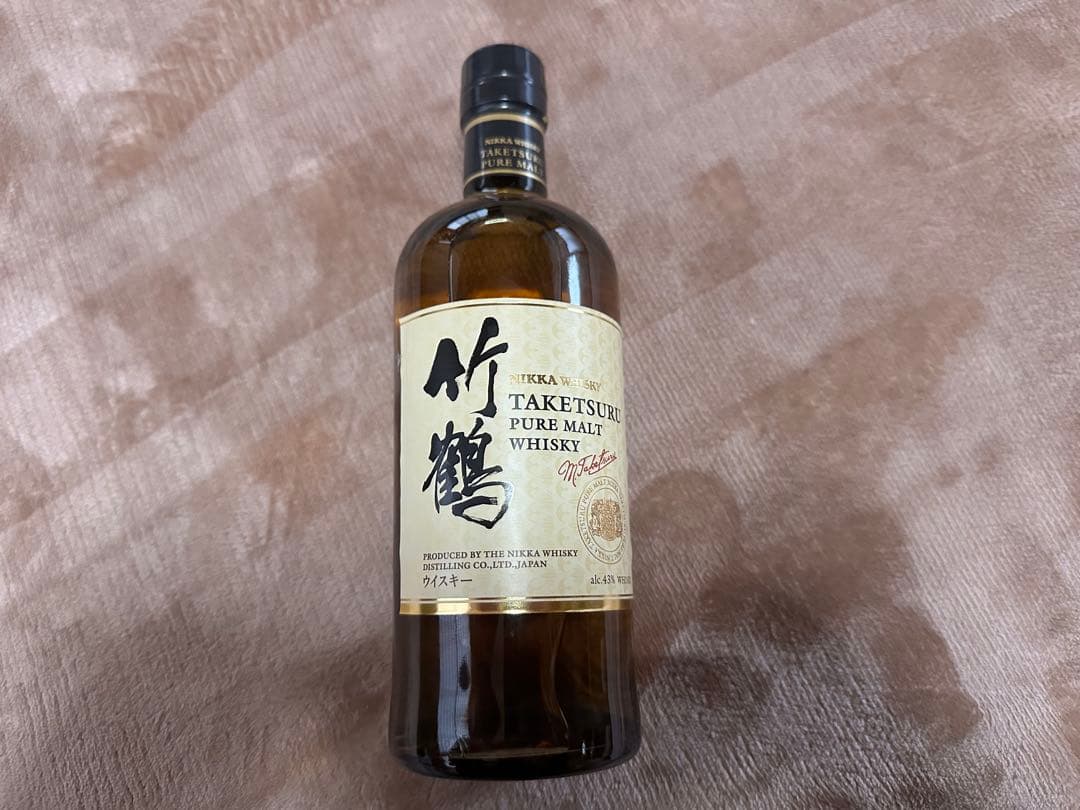 NIKKA WHISKY
TAKETSURU
PURE MALT
竹鶴
NIKKA WHISKY
TAKETSURU
PURE MALT
WHISKY
M.Taketsuru
PRODUCED BY THE NIKKA WHISKY
DISTILLING CO.,LTD.,JAPAN
ウイスキー
alc.43%